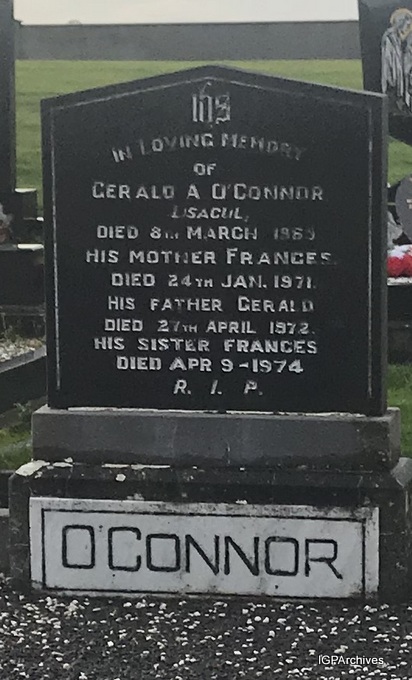 IHS
IN LOVING MEMORY
OF
GERALD A O'CONNOR
LISACUL,
DIED 8TH MARCH
HIS MOTHER FRANCES
DIED 24TH JAN. 1971.
HIS FATHER GERALD
DIED 27TH APRIL 1972.
HIS SISTER FRANCES
DIED APR 9-1974
R. I. P.
O'CONNOR
IGPArchives